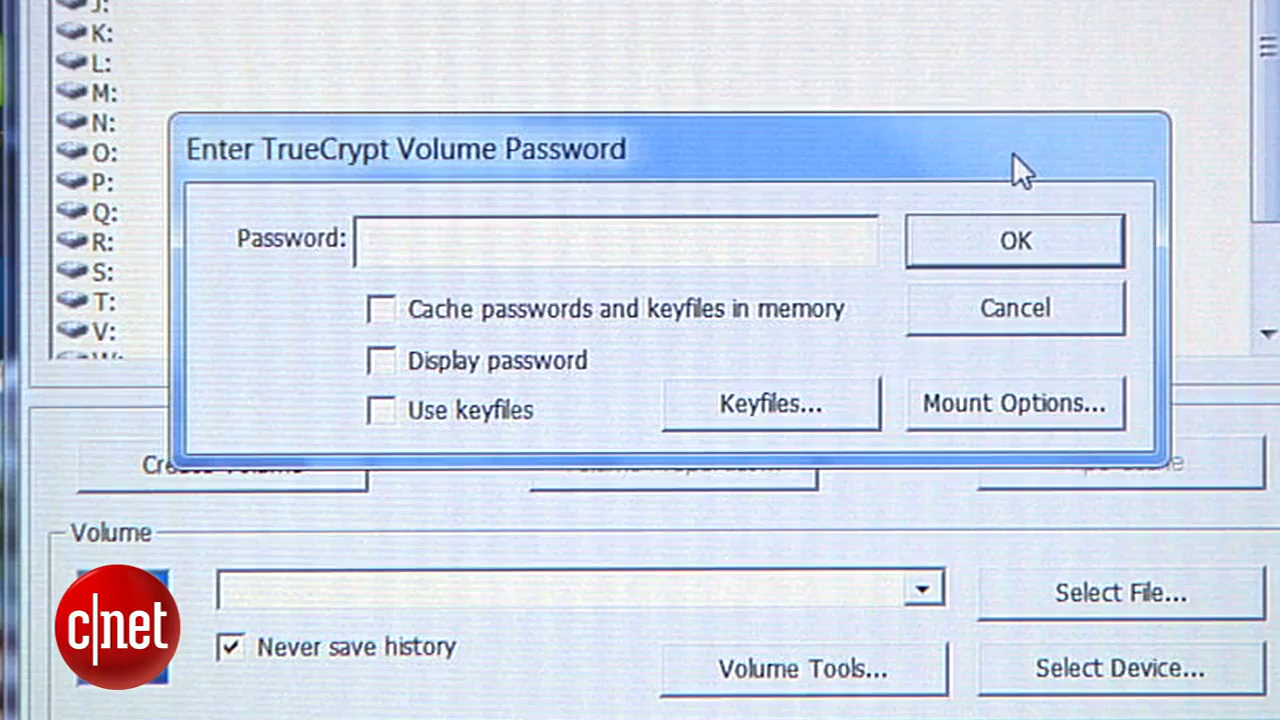 K:
L:
M:
N:
O:
P:
Q:
R:
S:
T:
V:
Enter TrueCrypt Volume Password
Password:
OK
Cache passwords and keyfiles in memory
Cancel
Display password
Use keyfiles
Keyfiles...
Mount Options...
Volume
Select File...
Never save history
Volume Tools...
Select Device...
c|net